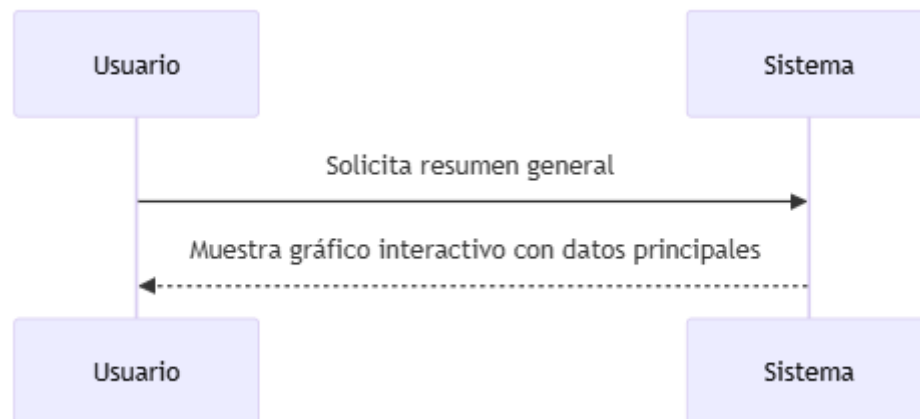 Usuario
Sistema
Solicita resumen general
Muestra gráfico interactivo con datos principales
Usuario
Sistema